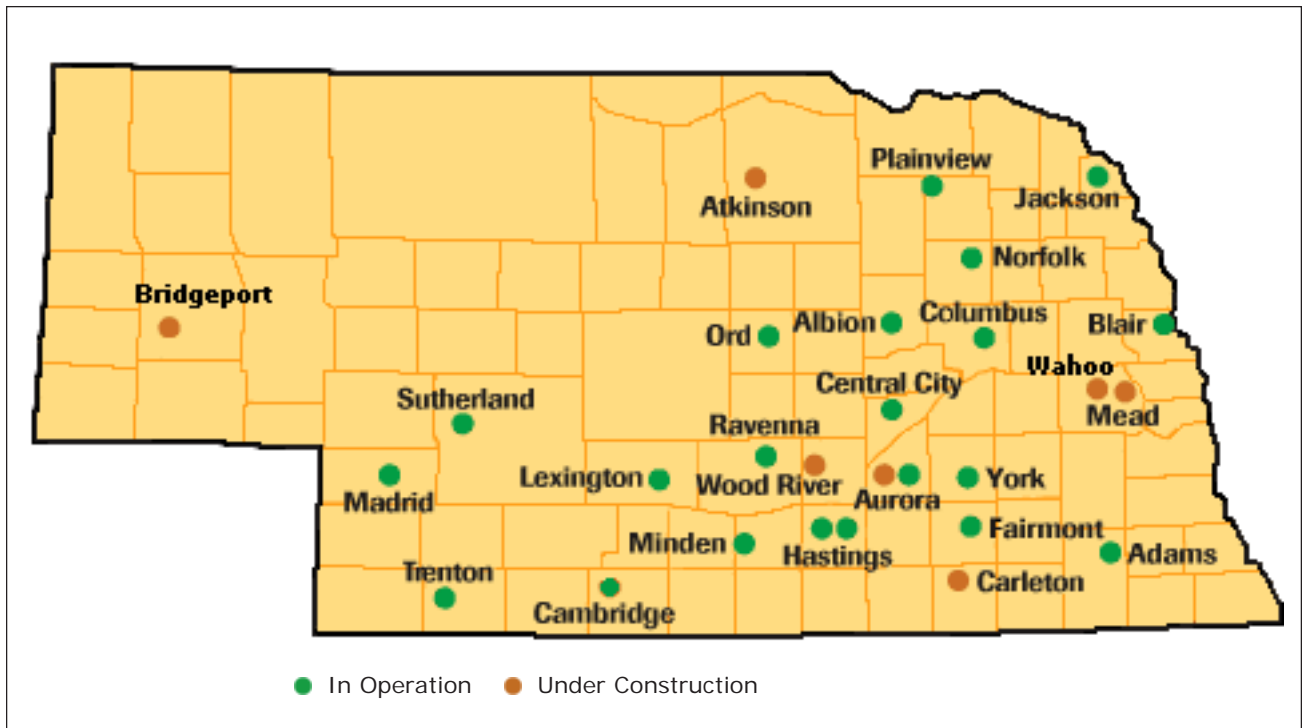 Plainview
Jackson
Atkinson
Norfolk
Bridgeport
Columbus
Albion
Blair
Ord
Wahoo
Central City
Sutherland
Mead
Ravenna
Lexington
Wood River
York
Madrid
Aurora
Fairmont
Minden
Hastings
Adams
Trenton
Carleton
Cambridge
In Operation
Under Construction